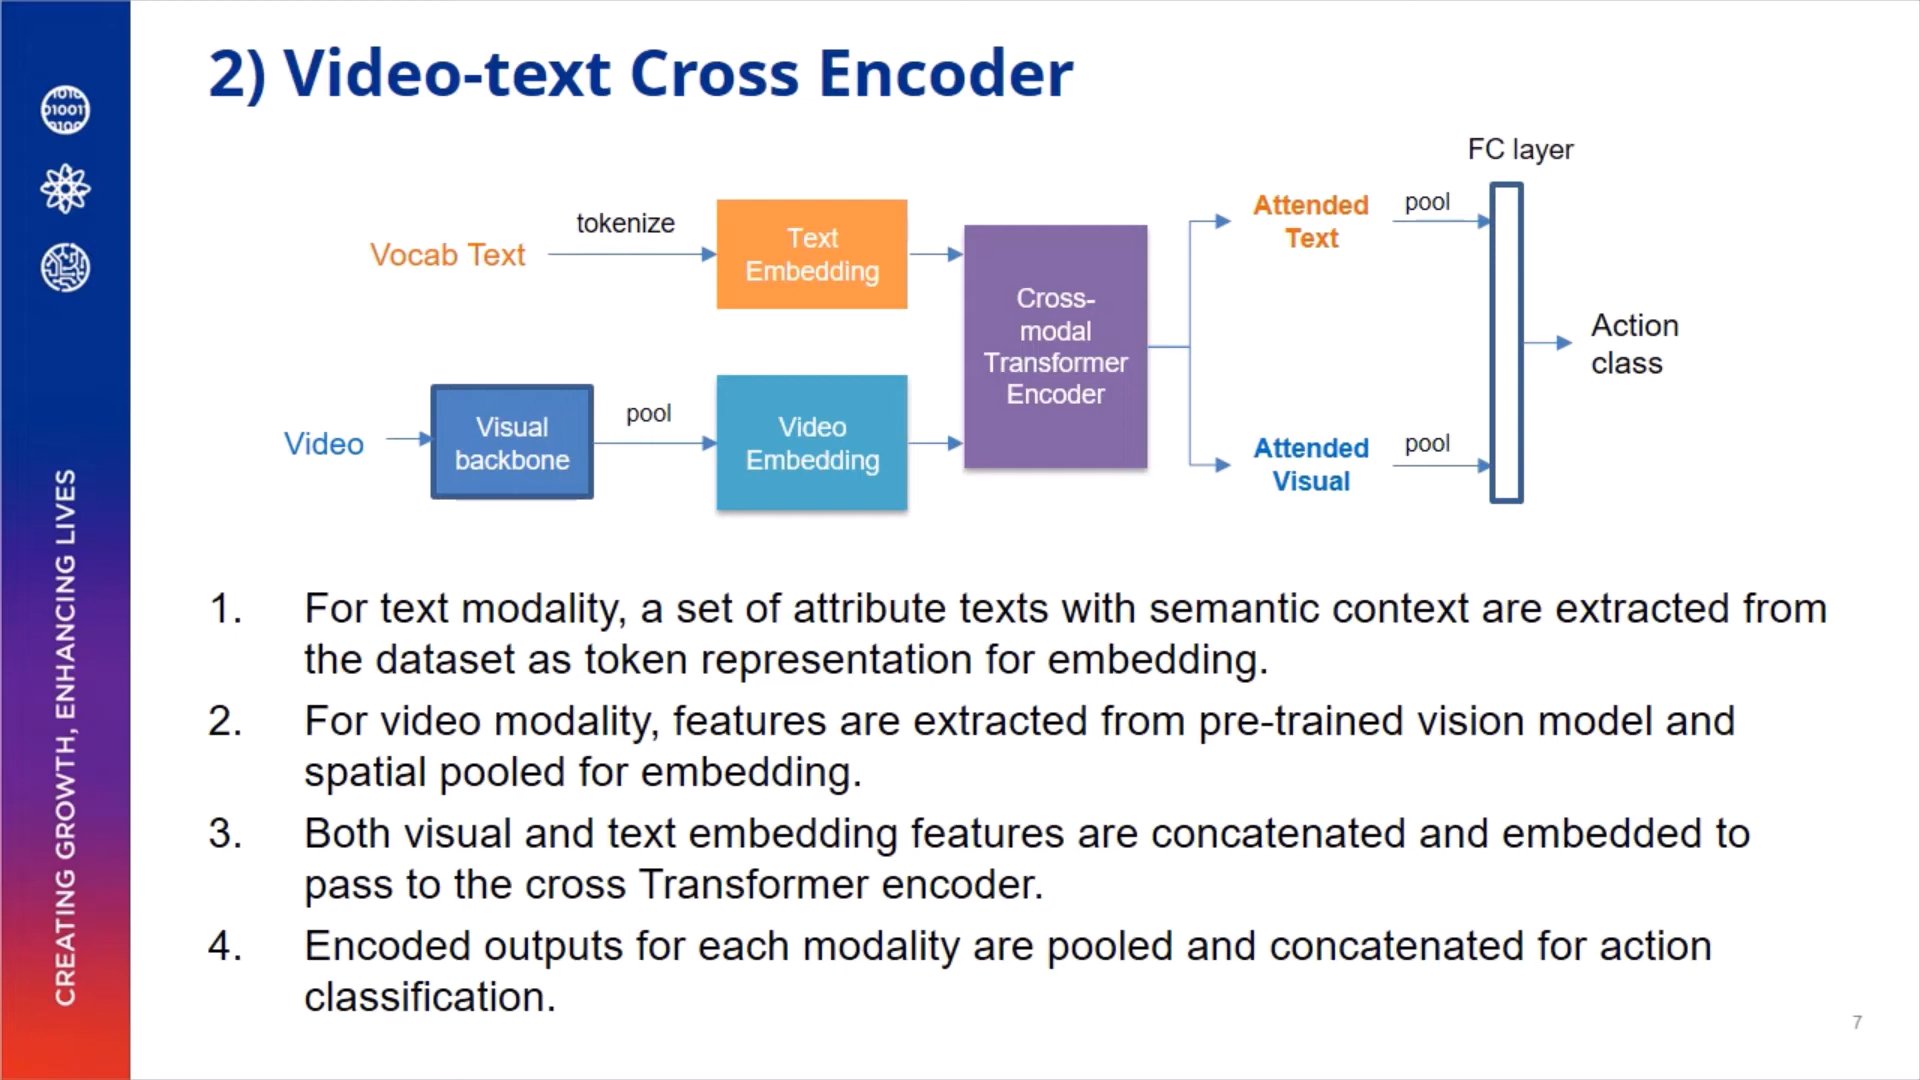 2) Video-text Cross Encoder
FC layer
Vocab Text
tokenize
Text
Embedding
Video
Visual
backbone
pool
Video
Embedding
Cross-
modal
Transformer
Encoder
Attended
Text
pool
Attended
Visual
pool
Action
class
1. For text modality, a set of attribute texts with semantic context are extracted from
the dataset as token representation for embedding.
2. For video modality, features are extracted from pre-trained vision model and
spatial pooled for embedding.
3. Both visual and text embedding features are concatenated and embedded to
pass to the cross Transformer encoder.
4. Encoded outputs for each modality are pooled and concatenated for action
classification.
CREATING GROWTH, ENHANCING LIVES
7